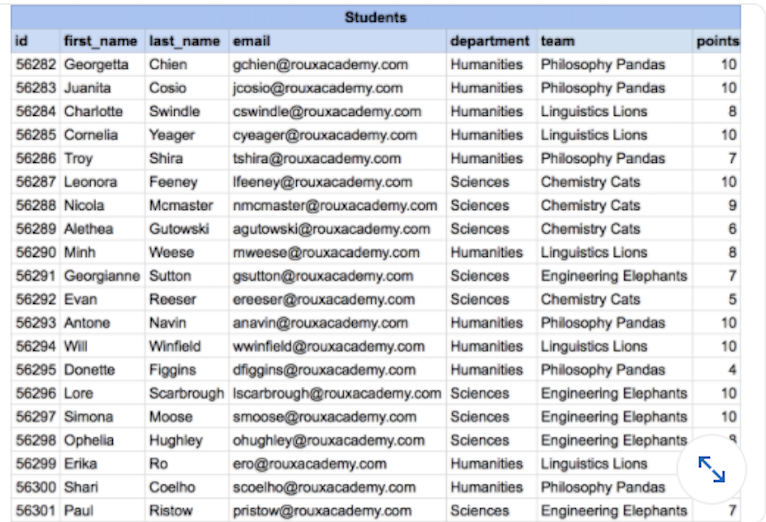 Students
id first_name last_name email department team points
56282 Georgetta Chien gchien@rouxacademy.com Humanities Philosophy Pandas 10
56283 Juanita Cosio jcosio@rouxacademy.com Humanities Philosophy Pandas 10
56284 Charlotte Swindle cswindle@rouxacademy.com Humanities Linguistics Lions 8
56285 Cornelia Yeager cyeager@rouxacademy.com Humanities Linguistics Lions 10
56286 Troy Shira tshira@rouxacademy.com Humanities Philosophy Pandas 7
56287 Leonora Feeney lfeeney@rouxacademy.com Sciences Chemistry Cats 10
56288 Nicola Mcmaster nmcmaster@rouxacademy.com Sciences Chemistry Cats 9
56289 Alethea Gutowski agutowski@rouxacademy.com Sciences Chemistry Cats 6
56290 Minh Weese mweese@rouxacademy.com Humanities Linguistics Lions 8
56291 Georgianne Sutton gsutton@rouxacademy.com Sciences Engineering Elephants 7
56292 Evan Reeser ereeser@rouxacademy.com Sciences Chemistry Cats 5
56293 Antone Navin anavin@rouxacademy.com Humanities Philosophy Pandas 10
56294 Will Winfield wwinfield@rouxacademy.com Humanities Linguistics Lions 10
56295 Donette Figgins dfiggins@rouxacademy.com Humanities Philosophy Pandas 4
56296 Lore Scarbrough lscarbrough@rouxacademy.com Sciences Engineering Elephants 10
56297 Simona Moose smoose@rouxacademy.com Sciences Engineering Elephants 10
56298 Ophelia Hughley ohughley@rouxacademy.com Sciences Engineering Elephants
56299 Erika Ro ero@rouxacademy.com Humanities Linguistics Lions
56300 Shari Coelho scoelho@rouxacademy.com Humanities Philosophy Pandas
56301 Paul Ristow pristow@rouxacademy.com Sciences Engineering Elephants 7